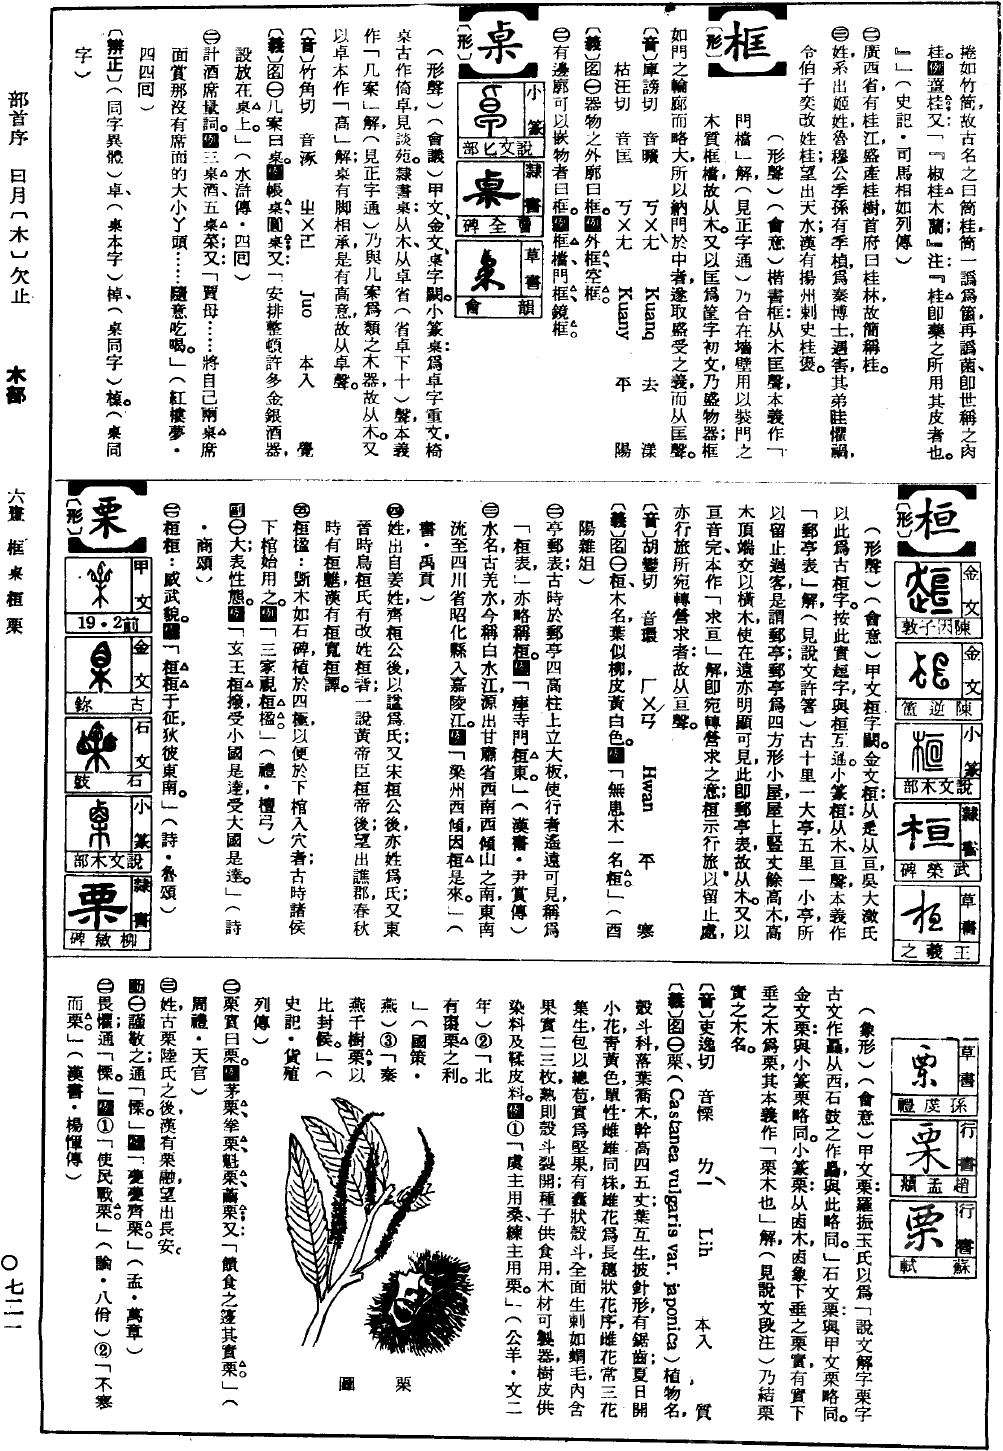 捲如竹筒故古名之曰筒桂筒一譌爲箘再譌菌卽世稱之肉
桂。例薑桂又「『椒桂木蘭』注『桂卽藥之所用其皮者也。
』」（史記・司馬相如列傳）
㊁廣西省有桂江盛產桂樹首府曰桂林故簡稱桂。
㊂姓系出姬姓魯穆公季孫有季楨爲秦博士遇害其弟眭懼禍，
令伯子奕改姓桂；望出天水漢有揚州刺史桂褒。
框
〔形〕
（形聲）（會意）楷書框从木匡聲本義作「
門檔」解（見正字通）乃合在墻壁用以裝門之
木質框檔故从木。又以匡爲筐字初文乃盛物器；框
如門之輪廓而略大所以納門於中者遂取盛受之義而从匡聲。
〔音〕庫謗切　音曠　ㄎㄨㄤˋ　Kuanq　去　漾
枯汪切　音匡　ㄎㄨㄤ　Kuany　平　陽
〔義〕图㊀器物之外廓曰框。例外框空框。
㊁有邊廓可以嵌物者曰框。例框檔門框鏡框。
桌
〔形〕
小篆
說文匕部
隸書
草書
韻會
（形聲）（會議）甲文、金文桌字闕。小篆桌爲卓字重文，椅
桌古作倚卓見談苑。隸書桌：从木、从卓省（省卓下十）聲本義
作「几案」解（見正字通）乃與几案爲類之木器故从木。又
以卓本作「高」解；桌有脚相承是有高意故从卓聲。
〔音〕竹角切　音涿　ㄓㄨㄛ　Juo　本入　覺
〔義〕图㊀几案曰桌。例帳桌圓桌；又「安排整頓許多金銀酒器，
設放在桌上。」（水滸傳・四回）
㊁計酒席量詞。例三桌酒五桌菜；又「賈母……將自己兩桌席
面賞那沒有席面的大小丫頭……隨意吃喝。」（紅樓夢・
四四回）
〔辨正〕（同字異體）卓（桌本字）棹（桌同字）槕（桌同
字）
桓
〔形〕
金文
陳因子敦
金文
陳逆簠
小篆
說文木部
隸書
武榮碑
草書
王羲之
（形聲）（會意）甲文桓字闕。金文桓：从辵从亘吳大澂氏
以此爲古桓字。按此實趄字與桓互通。小篆桓：从木、亘聲本義作
「郵亭表」解（見說文許箸）古十里一大亭五里一小亭所
以留止過客是謂郵亭；郵亭爲四方形小屋屋上豎丈餘高木高
木頂端交以橫木使在遠亦明顯可見此卽郵亭表故从木。又以
亘音完本作「求亘」解卽宛轉營求之意桓示行旅以留止處，
亦行旅所宛轉營求者故从亘聲。
〔音〕胡鸞切　音環　ㄏㄨㄢˊ　Hwan　平　寒
〔義〕图㊀桓木名葉似柳皮黃白色。例「無患木一名桓」（酉
陽雜俎）
㊁亭郵表古時於郵亭四高柱上立大板使行者遙遠可見稱爲
「桓表」亦略稱桓。例「瘞寺門桓東。」（漢書・尹賞傳）
㊂水名古羌水今稱白水江源出甘肅省西南西傾山之南東南
流至四川省昭化縣入嘉陵江。例「梁州西傾因桓是來。」（
書・禹貢）
㊃姓出自姜姓齊桓公後以諡爲氏又宋桓公後亦姓爲氏；又東
晉時烏桓氏有改姓桓者一說黃帝臣桓帝後；望出譙郡春秋
時有桓魋漢有桓寬桓譚。
㊄桓楹：斲木如石碑植於四極以便於下棺入穴者；古時諸侯
下棺始用之。例「三家視桓楹。」（禮・檀弓）
副㊀大：表性態。例「玄王桓撥受小國是達受大國是達。」（詩
・商頌）
㊁桓桓：威武貌。例「桓桓于征狄彼東南。」（詩・魯頌）
栗
〔形〕
甲文
前2・19
金文
古鉨
石文
石鼓
小篆
說文木部
隸書
柳敏碑
草書
孫虔禮
行書
趙孟頫
行書
蘇軾
（象形）（會意）甲文栗羅振玉氏以爲「說文解字栗字
古文作𣡼从西石鼓之作𣡷與此略同。」石文栗：與甲文栗略同。
金文栗：與小篆栗略同。小篆栗从卤木卤象下垂之栗實有實下
垂之木爲栗其本義作「栗木也」解（見說文段注）乃結栗
實之木名。
〔音〕吏逸切　音慄　ㄌㄧˋ　Lih　本入　質
〔義〕图㊀栗（Castanea vulgaris var. japonica）植物名，
殼斗科落葉喬木，幹高四五丈葉互生披針形有鋸齒；夏日開
小花靑黃色單性雌雄同株雄花爲長穗狀花序雌花常三花
集生包以總苞實爲堅果有囊狀殼斗全面生刺如蝟毛內含
果實二三枚熟則殼斗裂開；種子供食用木材可製器，樹皮供
染料及鞣皮料。例①「虞主用桑練主用栗。」（公羊・文二
年）②「北
有棗栗之利。
」（國策・
燕）③「秦
燕千樹栗；以
比封侯。」（
史記・貨殖
列傳）
栗圖
㊁栗實曰栗。例茅栗、㭐栗魁栗；又「饋食之籩其實栗。」（
周禮・天官）
㊂姓古栗陸氏之後漢有栗融望出長安。
動㊀謹敬之通「慄。」例「夔夔齊栗。」（孟・萬章）
㊁畏懼通「慄。」例①「使民戰栗。」（論・八佾）②「不寒
而栗。」（漢書・楊惲傳）
部首序　曰月〔木〕欠止　木部　六畫　框桌桓栗　〇七二一